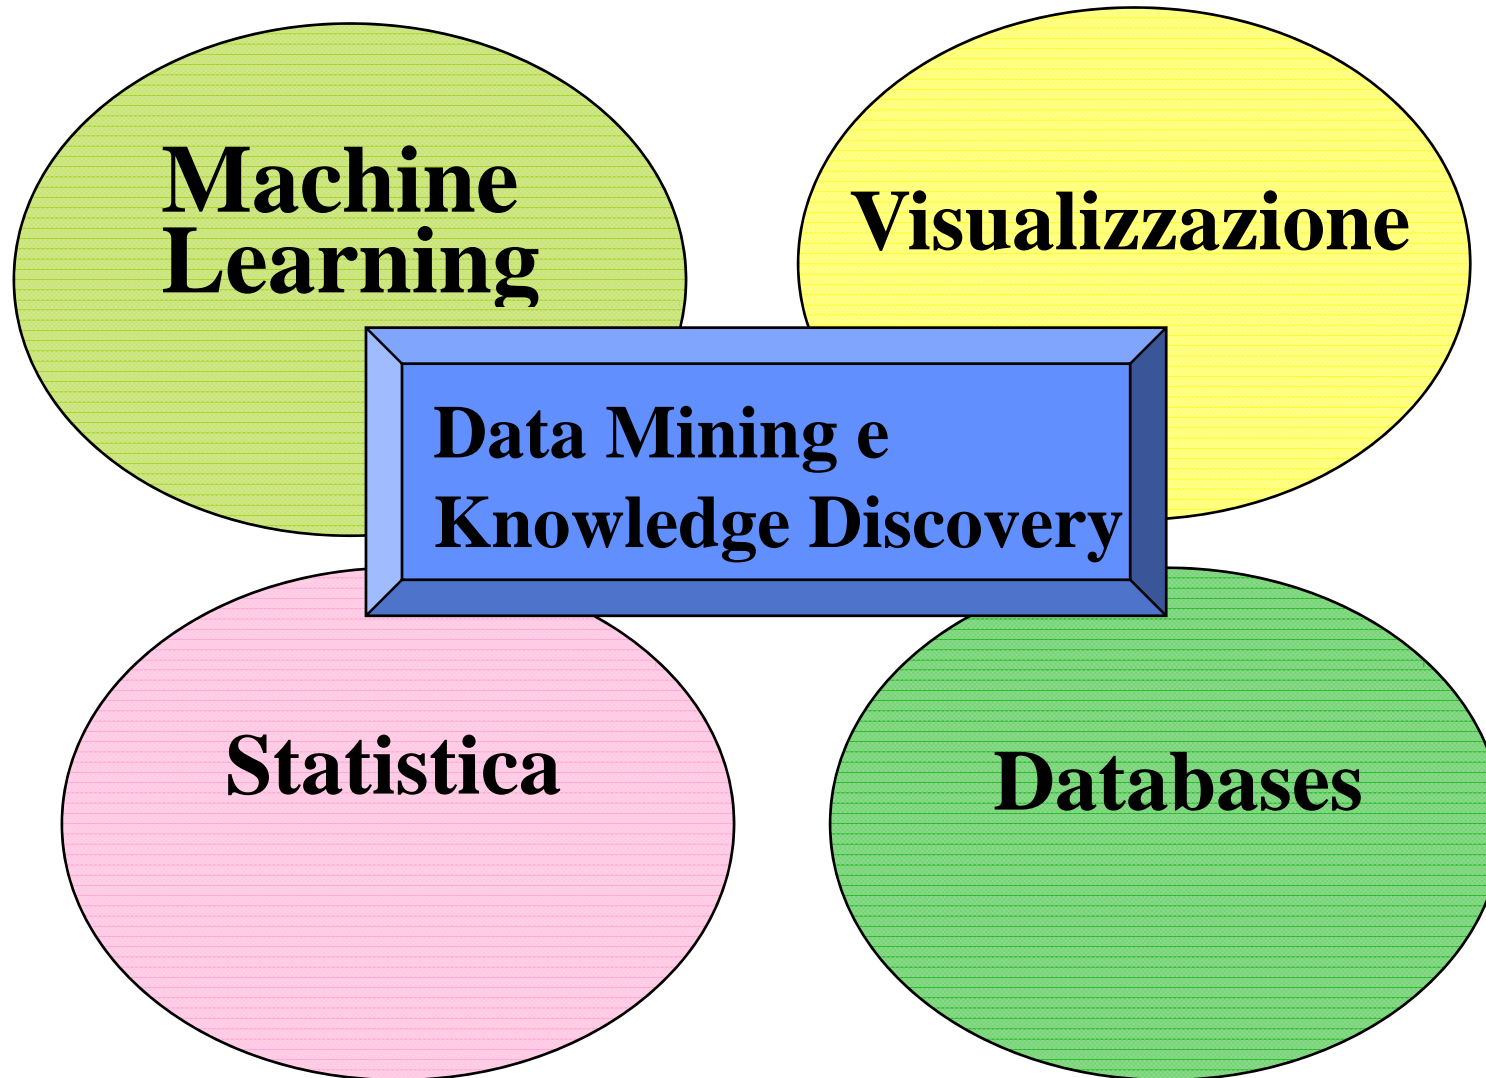 Machine
Learning
Visualizzazione
Data Mining e
Knowledge Discovery
Statistica
Databases